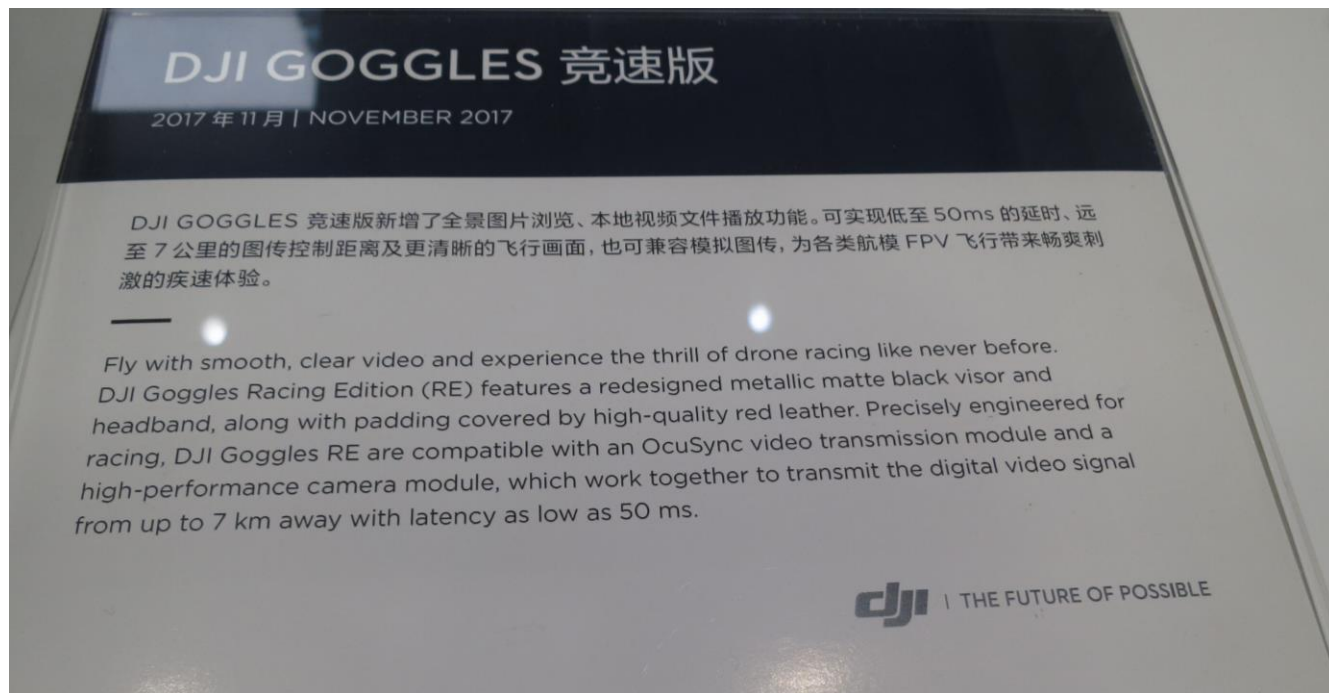 DJI GOGGLES 竞速版
2017 年 11 月 | NOVEMBER 2017
DJI GOGGLES 竞速版新增了全景图片浏览、本地视频文件播放功能。可实现低至 50ms 的延时、远
至 7 公里的图传控制距离及更清晰的飞行画面，也可兼容模拟图传，为各类航模 FPV 飞行带来畅爽刺
激的疾速体验。
Fly with smooth, clear video and experience the thrill of drone racing like never before.
DJI Goggles Racing Edition (RE) features a redesigned metallic matte black visor and
headband, along with padding covered by high-quality red leather. Precisely engineered for
racing, DJI Goggles RE are compatible with an OcuSync video transmission module and a
high-performance camera module, which work together to transmit the digital video signal
from up to 7 km away with latency as low as 50 ms.
dji | THE FUTURE OF POSSIBLE